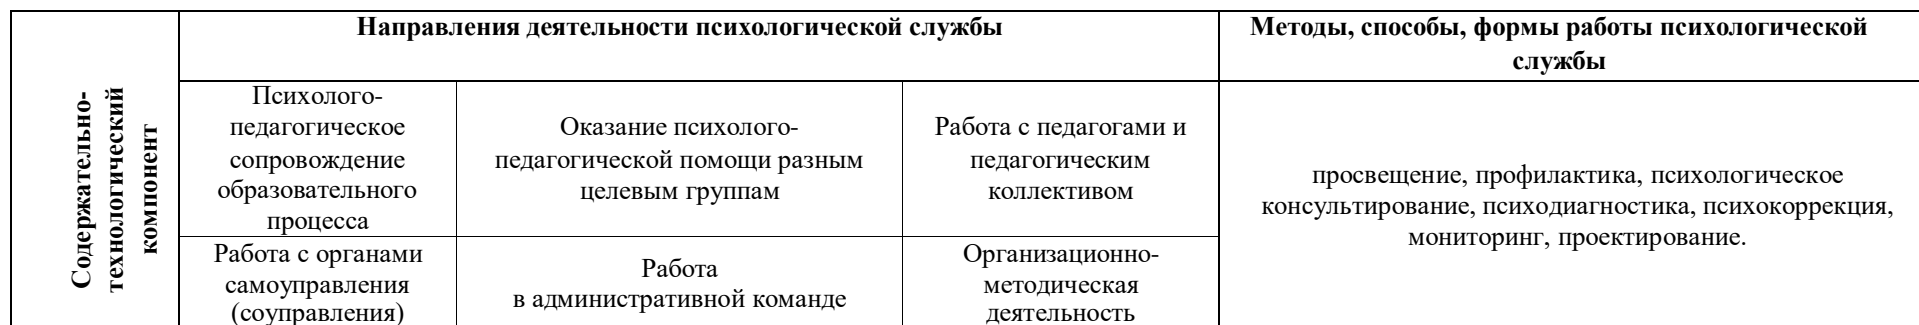 Содержательно-
технологический
компонент
Направления деятельности психологической службы
Методы, способы, формы работы психологической
службы
Психолого-
педагогическое
сопровождение
образовательного
процесса
Оказание психолого-
педагогической помощи разным
целевым группам
Работа с педагогами и
педагогическим
коллективом
просвещение, профилактика, психологическое
консультирование, психодиагностика, психокоррекция,
мониторинг, проектирование.
Работа с органами
самоуправления
(соуправления)
Работа
в административной команде
Организационно-
методическая
деятельность